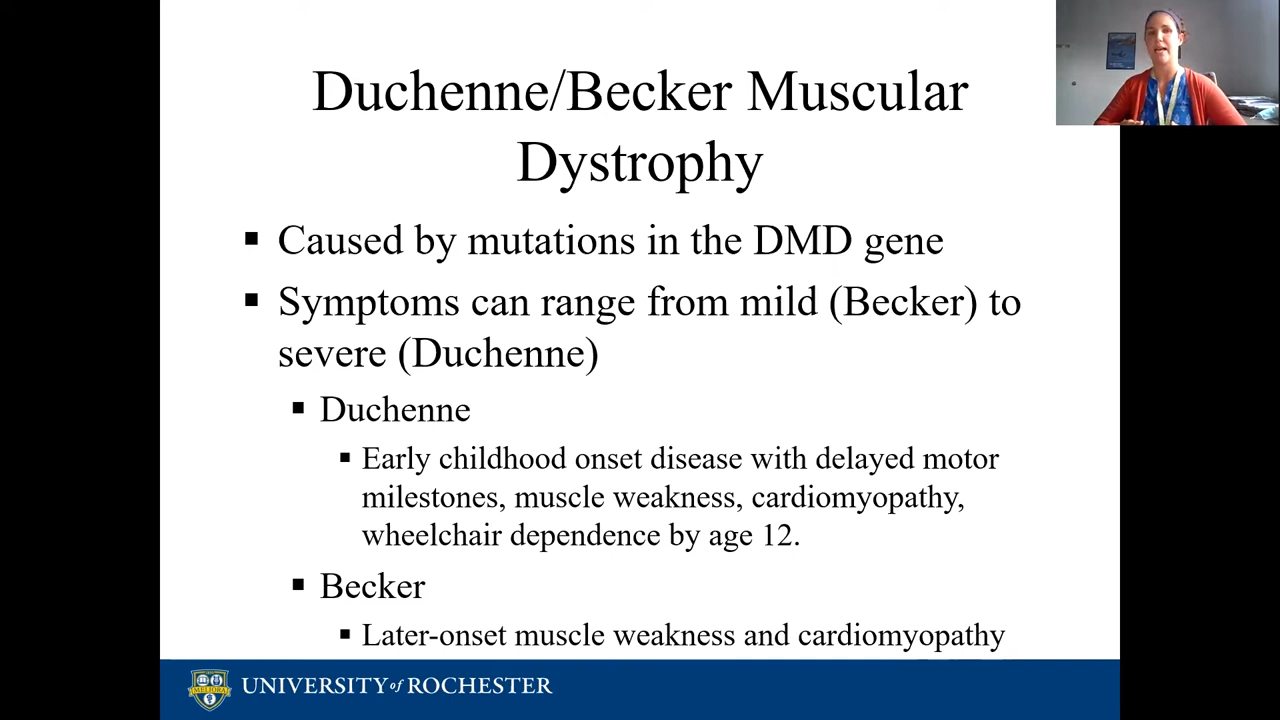 Duchenne/Becker Muscular
Dystrophy
▪ Caused by mutations in the DMD gene
▪ Symptoms can range from mild (Becker) to
severe (Duchenne)
▪ Duchenne
▪ Early childhood onset disease with delayed motor
milestones, muscle weakness, cardiomyopathy,
wheelchair dependence by age 12.
▪ Becker
▪ Later-onset muscle weakness and cardiomyopathy
MELIORA
UNIVERSITY of ROCHESTER